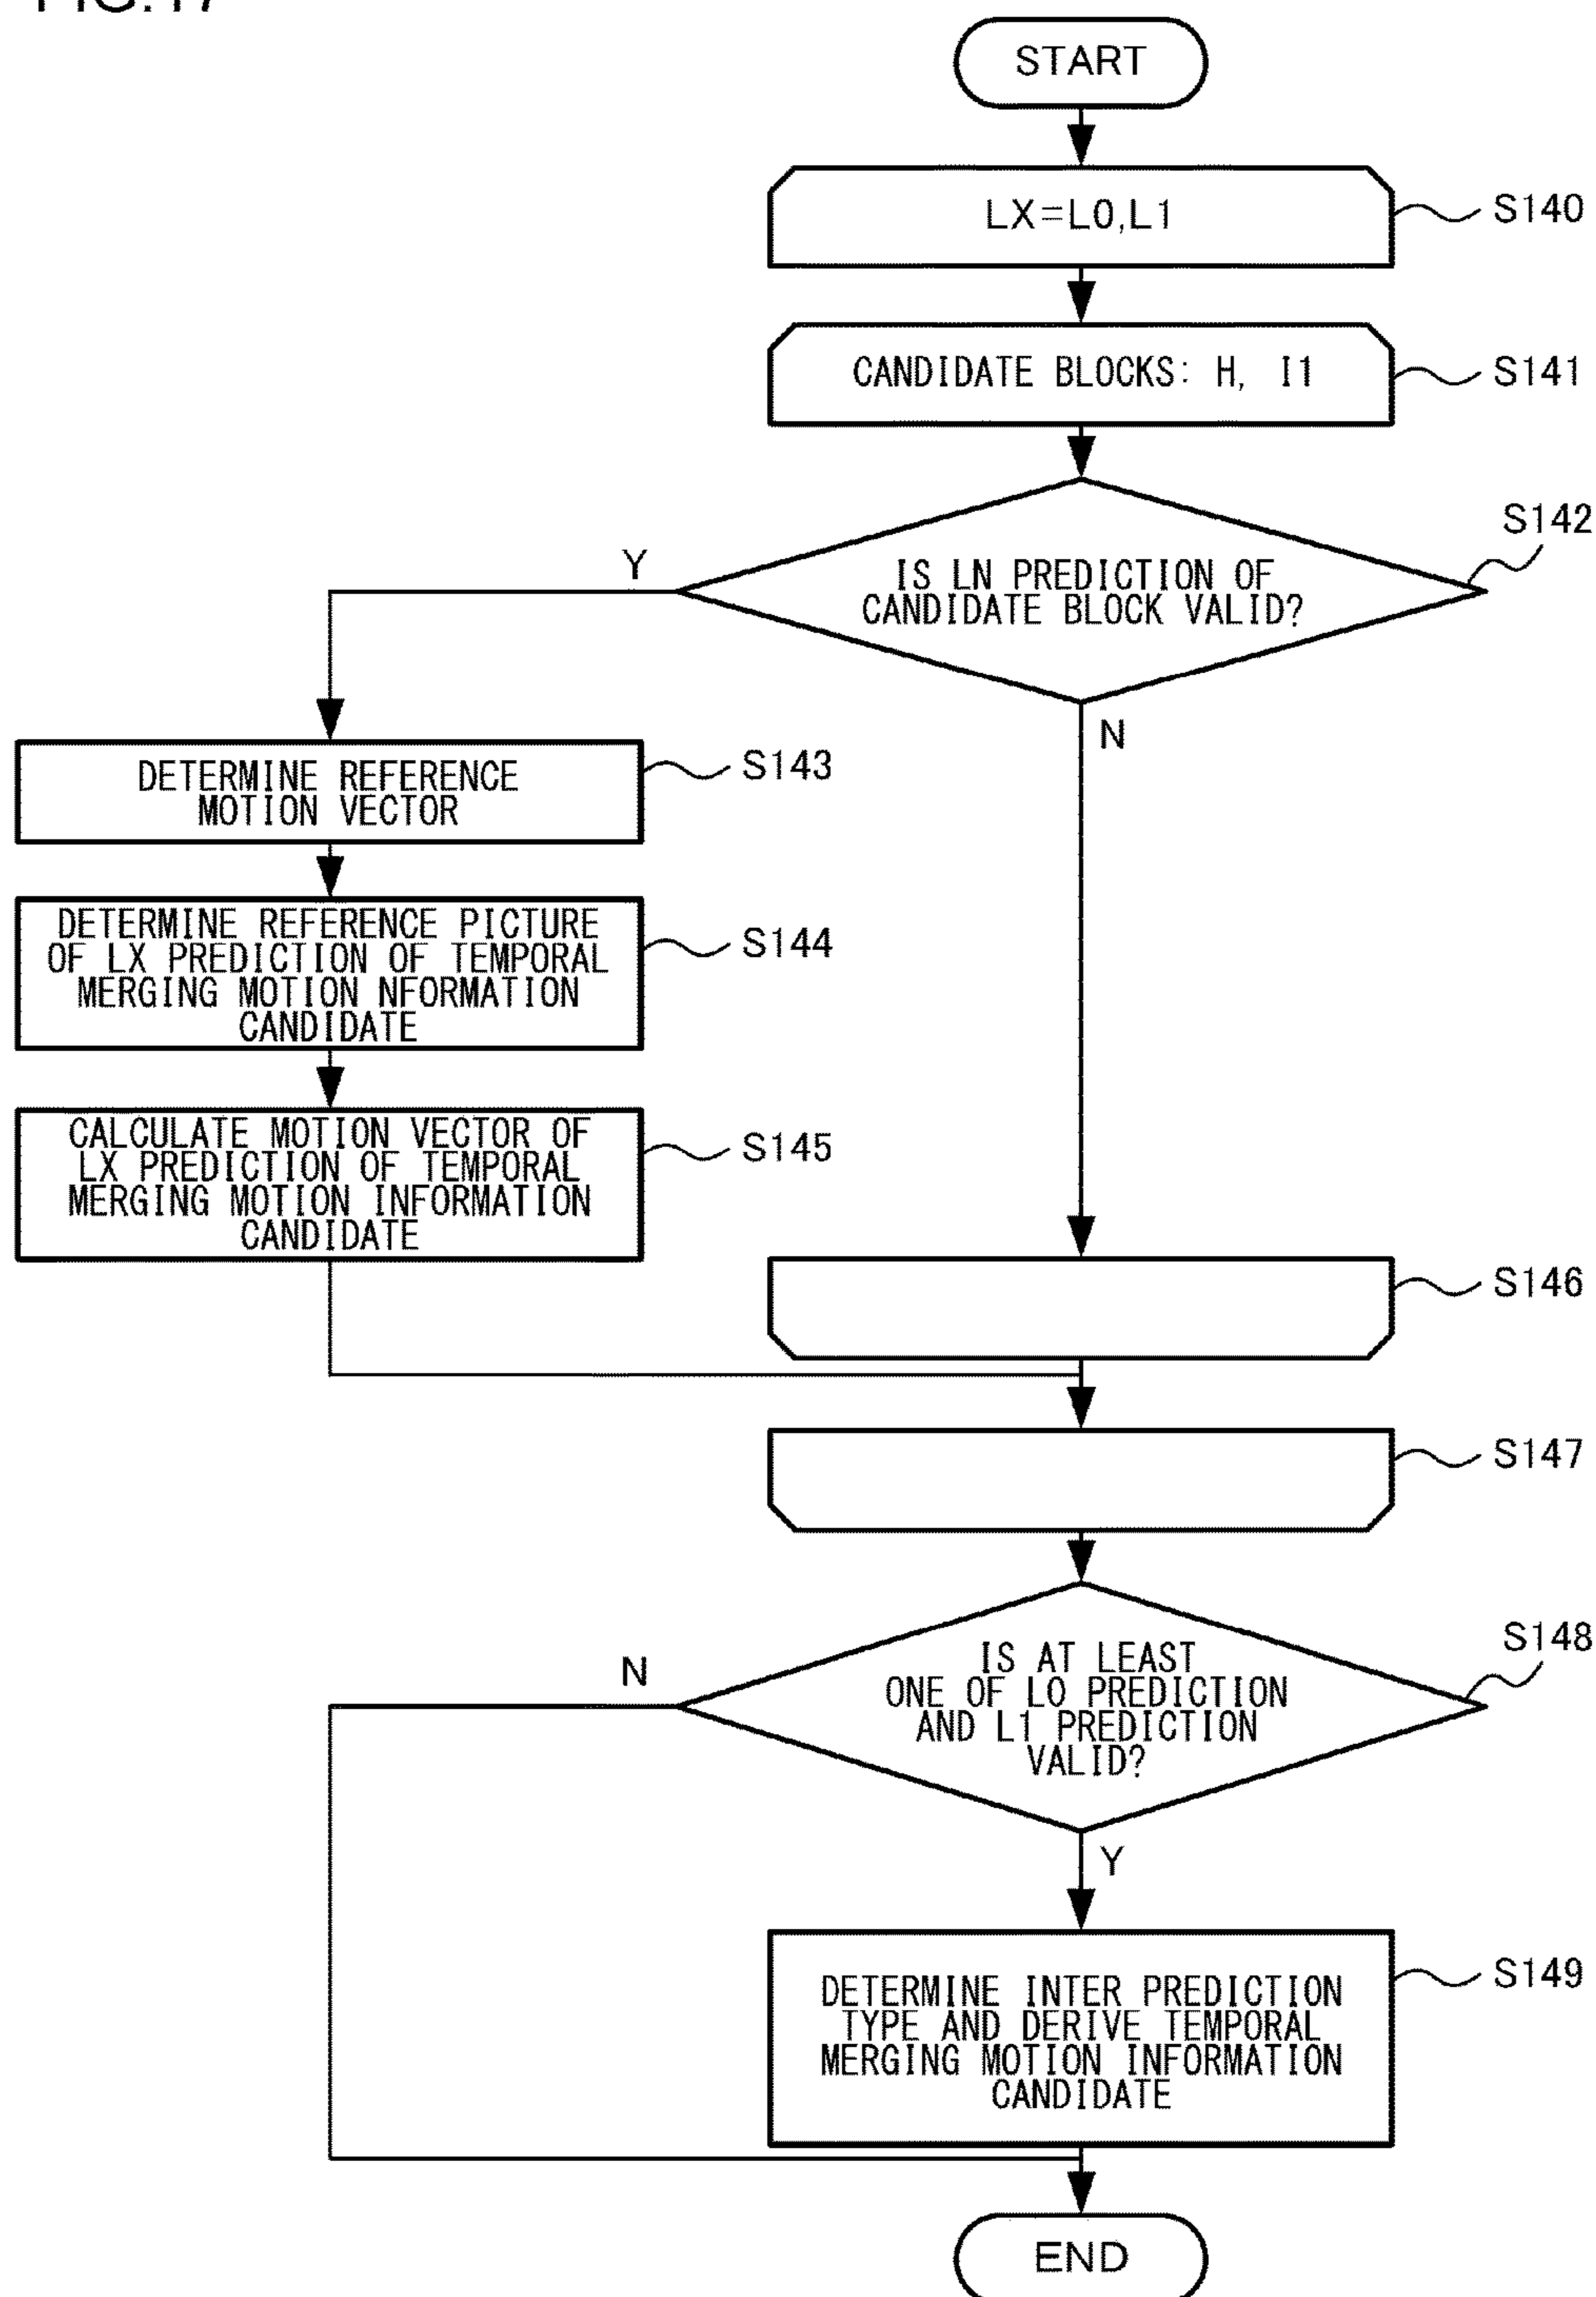 FIG.17
START
LX=L0,L1
S140
CANDIDATE BLOCKS: H, I1
S141
S142
IS LN PREDICTION OF
CANDIDATE BLOCK VALID?
Y
N
DETERMINE REFERENCE
MOTION VECTOR
S143
DETERMINE REFERENCE PICTURE
OF LX PREDICTION OF TEMPORAL
MERGING MOTION NFORMATION
CANDIDATE
S144
CALCULATE MOTION VECTOR OF
LX PREDICTION OF TEMPORAL
MERGING MOTION INFORMATION
CANDIDATE
S145
S146
S147
S148
IS AT LEAST
ONE OF L0 PREDICTION
AND L1 PREDICTION
VALID?
N
Y
DETERMINE INTER PREDICTION
TYPE AND DERIVE TEMPORAL
MERGING MOTION INFORMATION
CANDIDATE
S149
END